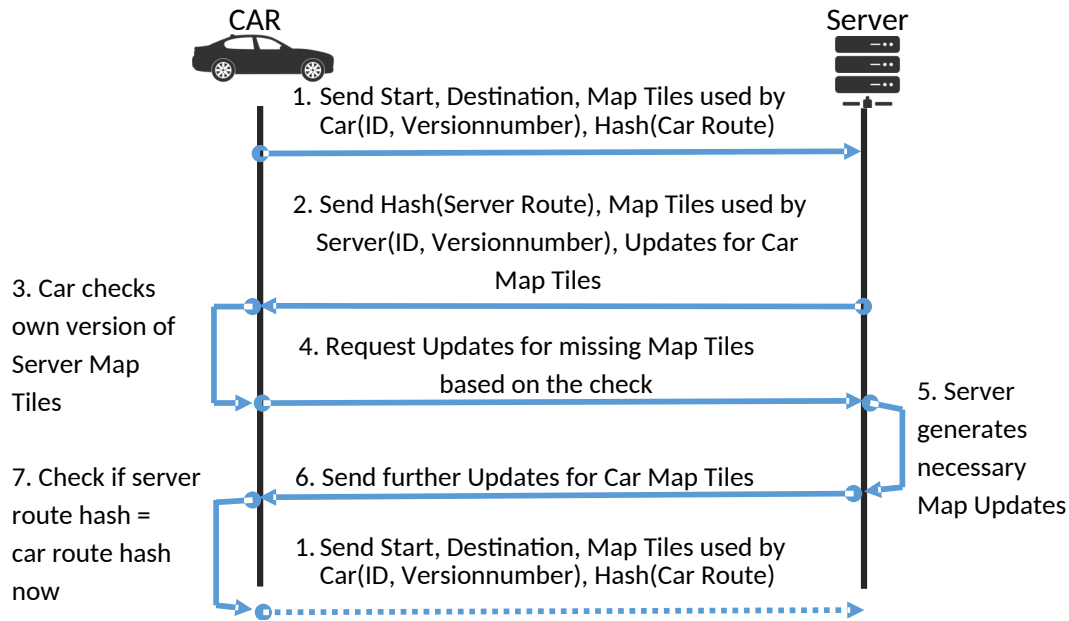 CAR
Server
1. Send Start, Destination, Map Tiles used by
Car(ID, Versionnumber), Hash(Car Route)
2. Send Hash(Server Route), Map Tiles used by
Server(ID, Versionnumber), Updates for Car
Map Tiles
3. Car checks
own version of
Server Map
Tiles
4. Request Updates for missing Map Tiles
based on the check
5. Server
generates
necessary
Map Updates
6. Send further Updates for Car Map Tiles
7. Check if server
route hash =
car route hash
now
1. Send Start, Destination, Map Tiles used by
Car(ID, Versionnumber), Hash(Car Route)